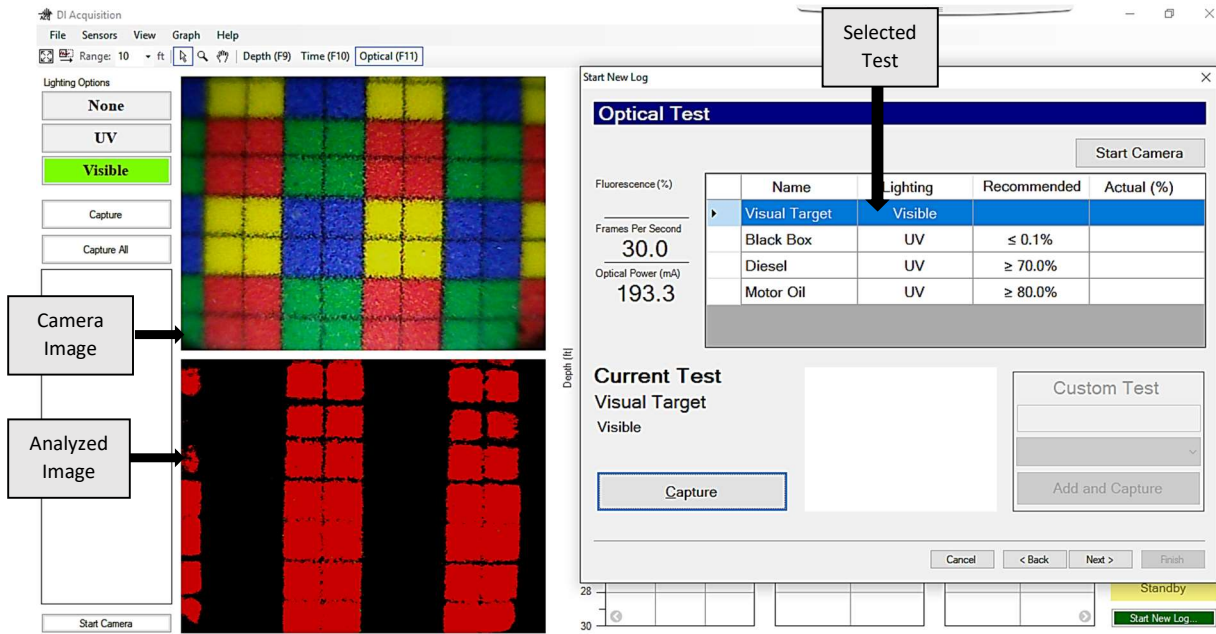 DI Acquisition
File Sensors View Graph Help
Range: 10 ft Depth (F9) Time (F10) Optical (F11)
Lighting Options
None
UV
Visible
Capture
Capture All
Camera
Image
Analyzed
Image
Start Camera
Depth (ft)
Selected
Test
Start New Log
Optical Test
Start Camera
Fluorescence (%)
Frames Per Second
30.0
Optical Power (mA)
193.3
Name Lighting Recommended Actual (%)
Visual Target Visible
Black Box UV ≤ 0.1%
Diesel UV ≥ 70.0%
Motor Oil UV ≥ 80.0%
Current Test
Visual Target
Visible
Capture
Custom Test
Add and Capture
Cancel < Back Next > Finish
28
30
Standby
Start New Log...